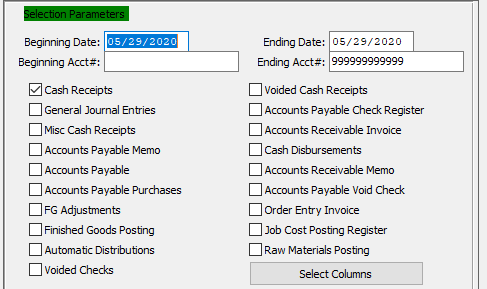 Selection Parameters
Beginning Date: 05/29/2020 Ending Date: 05/29/2020
Beginning Acct#: Ending Acct#: 999999999999
Cash Receipts Voided Cash Receipts
General Journal Entries Accounts Payable Check Register
Misc Cash Receipts Accounts Receivable Invoice
Accounts Payable Memo Cash Disbursements
Accounts Payable Accounts Receivable Memo
Accounts Payable Purchases Accounts Payable Void Check
FG Adjustments Order Entry Invoice
Finished Goods Posting Job Cost Posting Register
Automatic Distributions Raw Materials Posting
Voided Checks Select Columns